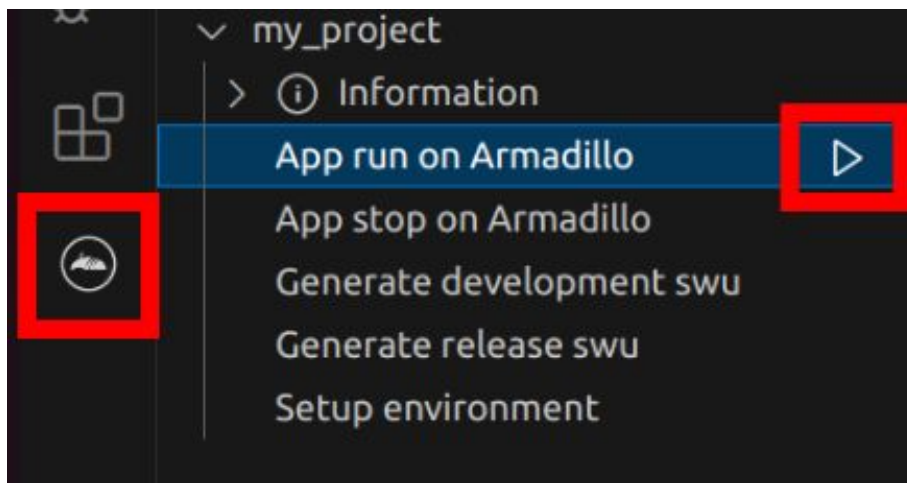 my_project
Information
App run on Armadillo
App stop on Armadillo
Generate development swu
Generate release swu
Setup environment